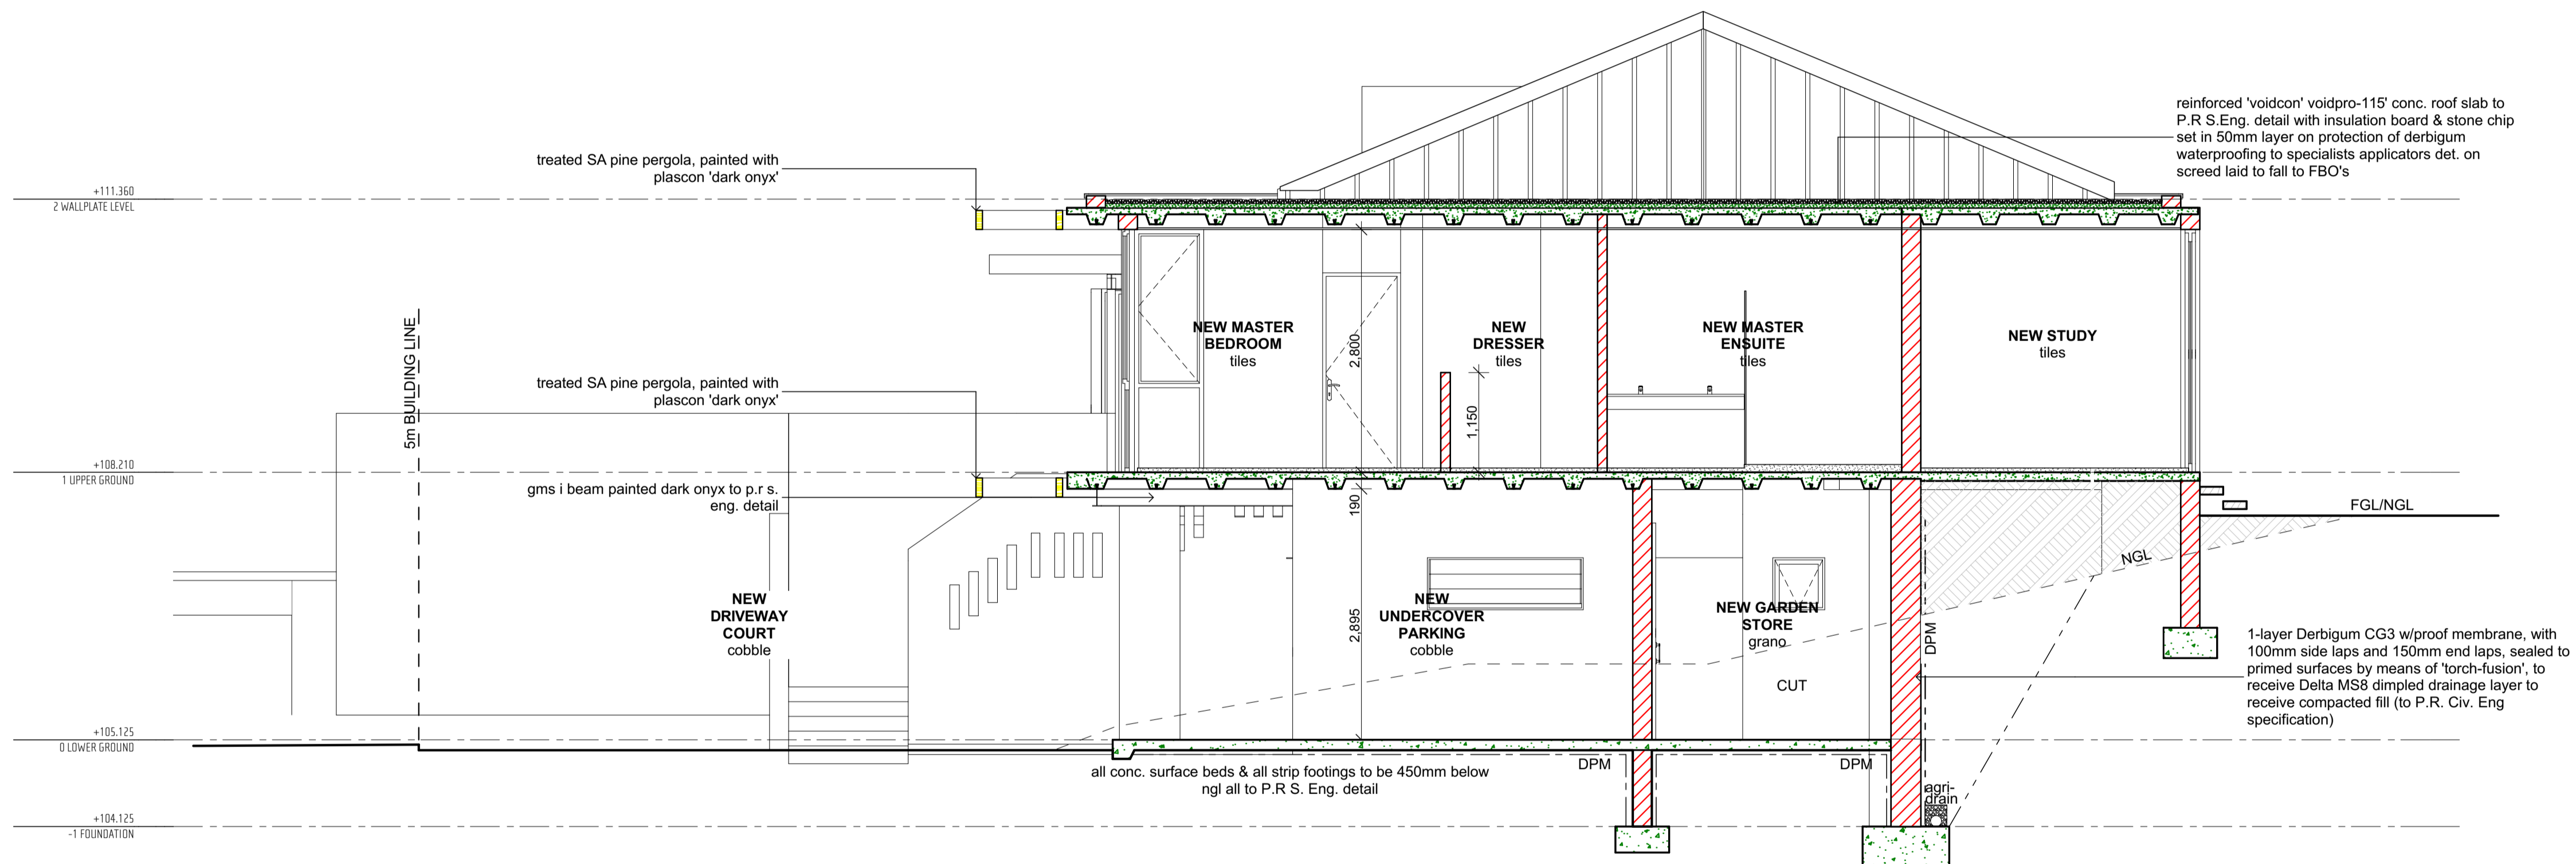 reinforced 'voidcon' voidpro-115' conc. roof slab to
P.R S.Eng. detail with insulation board & stone chip
set in 50mm layer on protection of derbigum
waterproofing to specialists applicators det. on
screed laid to fall to FBO's
treated SA pine pergola, painted with
plascon 'dark onyx'
+111.360
2 WALLPLATE LEVEL
5m BUILDING LINE
NEW MASTER
BEDROOM
tiles
2,800
NEW
DRESSER
tiles
1,150
NEW MASTER
ENSUITE
tiles
NEW STUDY
tiles
treated SA pine pergola, painted with
plascon 'dark onyx'
+108.210
1 UPPER GROUND
gms i beam painted dark onyx to p.r s.
eng. detail
190
FGL/NGL
NGL
NEW
DRIVEWAY
COURT
cobble
2,895
NEW
UNDERCOVER
PARKING
cobble
NEW GARDEN
STORE
grano
CUT
DPM
1-layer Derbigum CG3 w/proof membrane, with
100mm side laps and 150mm end laps, sealed to
primed surfaces by means of 'torch-fusion', to
receive Delta MS8 dimpled drainage layer to
receive compacted fill (to P.R. Civ. Eng
specification)
+105.125
0 LOWER GROUND
all conc. surface beds & all strip footings to be 450mm below
ngl all to P.R S. Eng. detail
DPM
DPM
agri-
drain
+104.125
-1 FOUNDATION